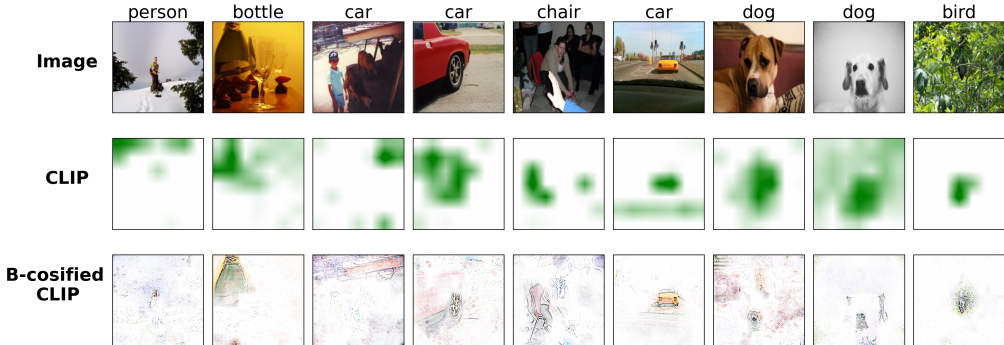 person bottle car car chair car dog dog bird
Image
CLIP
B-cosified
CLIP